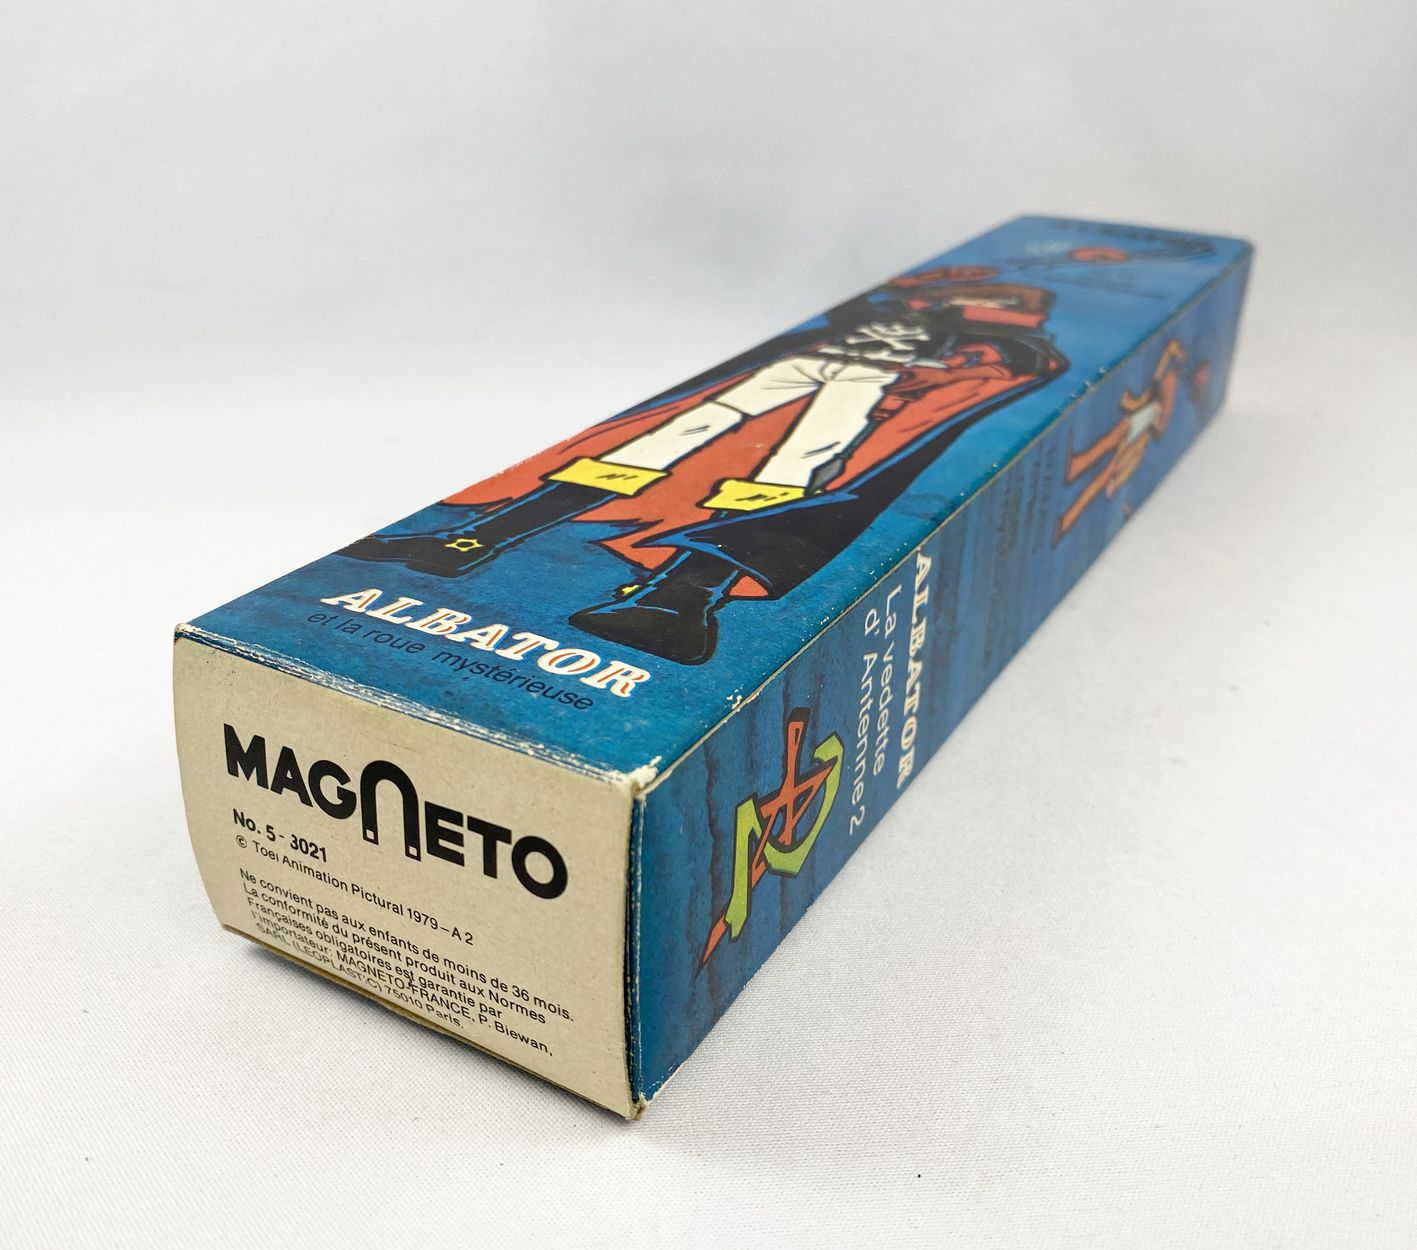 ALBATOR
et la roue mystérieuse
MAGNETO
No. 5 - 3021
© Toei Animation Pictural 1979 – A 2
Ne convient pas aux enfants de moins de 36 mois.
La conformité du présent produit aux Normes
Françaises obligatoires est garantie par
l'importateur: MAGNETO-FRANCE, P. Biewan,
SARL (LEOPLASTIC) 75010 Paris.
ALBATOR
La vedette
d'Antenne 2